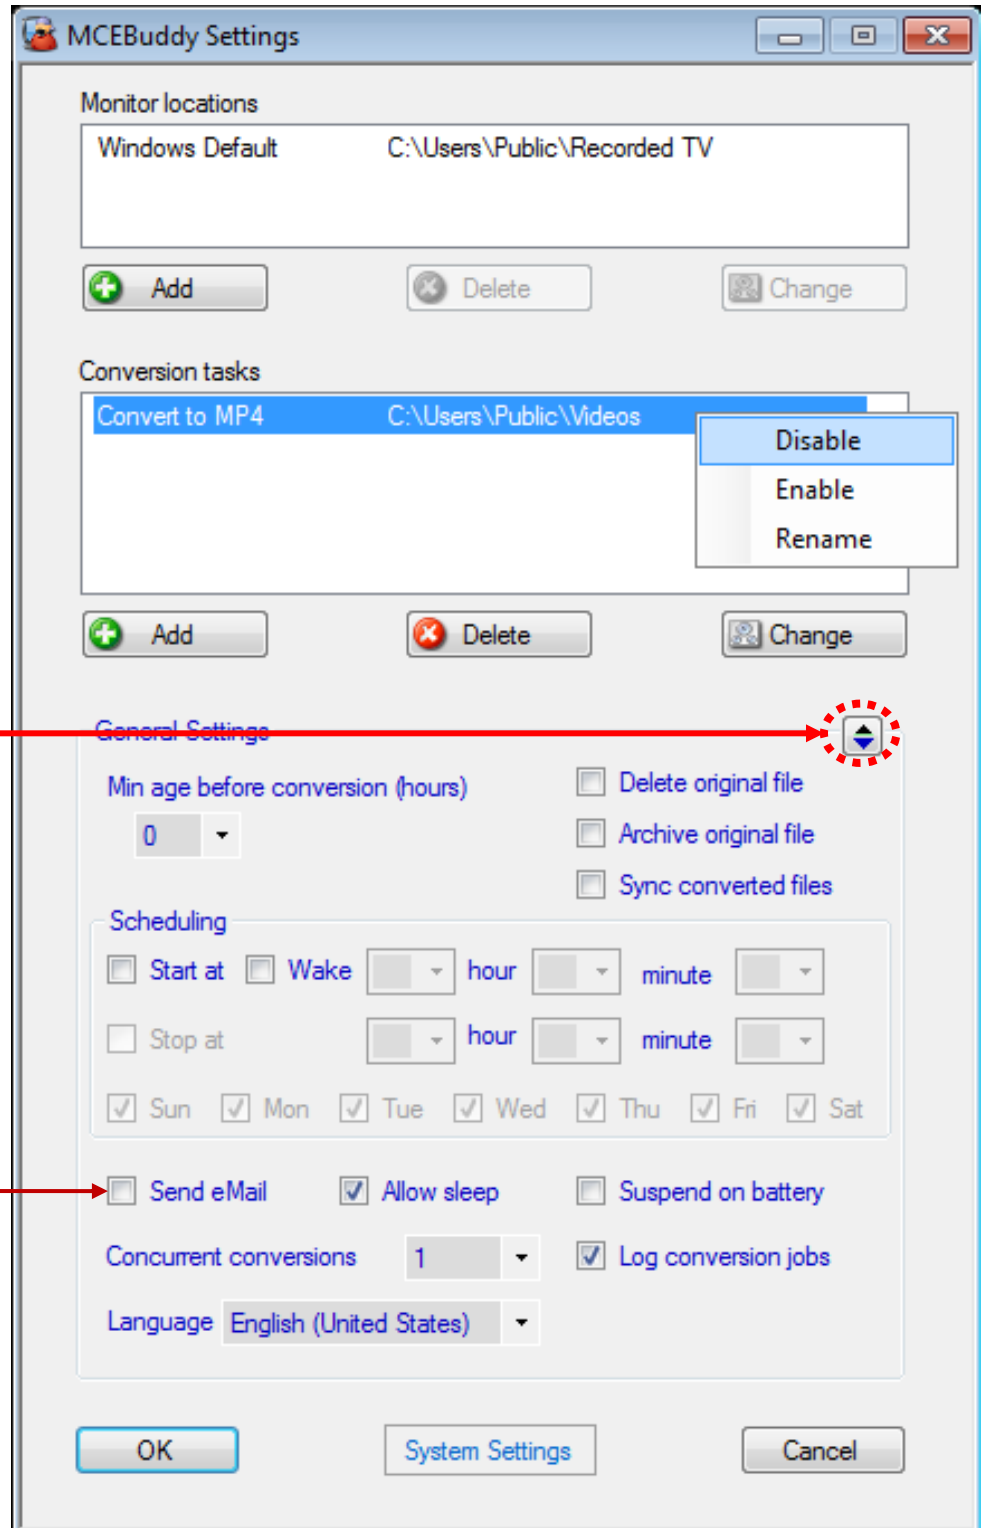 MCEBuddy Settings
Monitor locations
Windows Default C:\Users\Public\Recorded TV
Add Delete Change
Conversion tasks
Convert to MP4 C:\Users\Public\Videos
Disable
Enable
Rename
Add Delete Change
General Settings
Min age before conversion (hours) Delete original file
0 Archive original file
Sync converted files
Scheduling
Start at Wake hour minute
Stop at hour minute
Sun Mon Tue Wed Thu Fri Sat
Send eMail Allow sleep Suspend on battery
Concurrent conversions 1 Log conversion jobs
Language English (United States)
OK System Settings Cancel